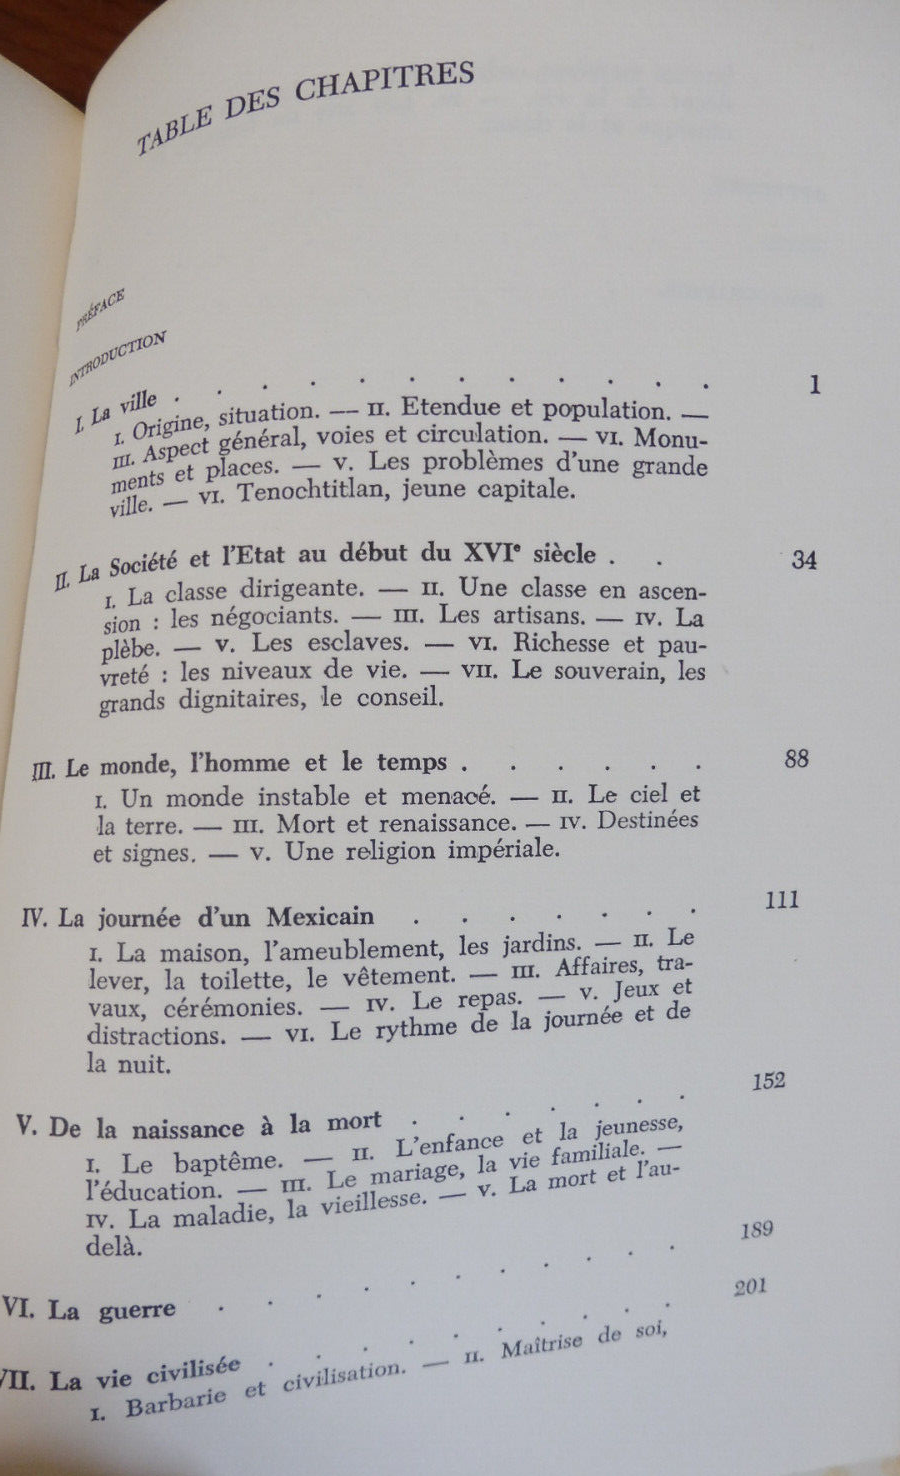 TABLE DES CHAPITRES
PRÉFACE
INTRODUCTION
I. La ville . . . . . . . . . . . . 1
I. Origine, situation. — II. Etendue et population. —
III. Aspect général, voies et circulation. — VI. Monu-
ments et places. — V. Les problèmes d'une grande
ville. — VI. Tenochtitlan, jeune capitale.
II. La Société et l'Etat au début du XVIe siècle . . 34
I. La classe dirigeante. — II. Une classe en ascen-
sion : les négociants. — III. Les artisans. — IV. La
plèbe. — V. Les esclaves. — VI. Richesse et pau-
vreté : les niveaux de vie. — VII. Le souverain, les
grands dignitaires, le conseil.
III. Le monde, l'homme et le temps . . . . . . 88
I. Un monde instable et menacé. — II. Le ciel et
la terre. — III. Mort et renaissance. — IV. Destinées
et signes. — V. Une religion impériale.
IV. La journée d'un Mexicain . . . . . . . 111
I. La maison, l'ameublement, les jardins. — II. Le
lever, la toilette, le vêtement. — III. Affaires, tra-
vaux, cérémonies. — IV. Le repas. — V. Jeux et
distractions. — VI. Le rythme de la journée et de
la nuit.
V. De la naissance à la mort . . . . . . . 152
I. Le baptême. — II. L'enfance et la jeunesse,
l'éducation. — III. Le mariage, la vie familiale. —
IV. La maladie, la vieillesse. — V. La mort et l'au-
delà.
VI. La guerre . . . . . . . . . . 189
VII. La vie civilisée . . . . . . . . . 201
I. Barbarie et civilisation. — II. Maîtrise de soi,